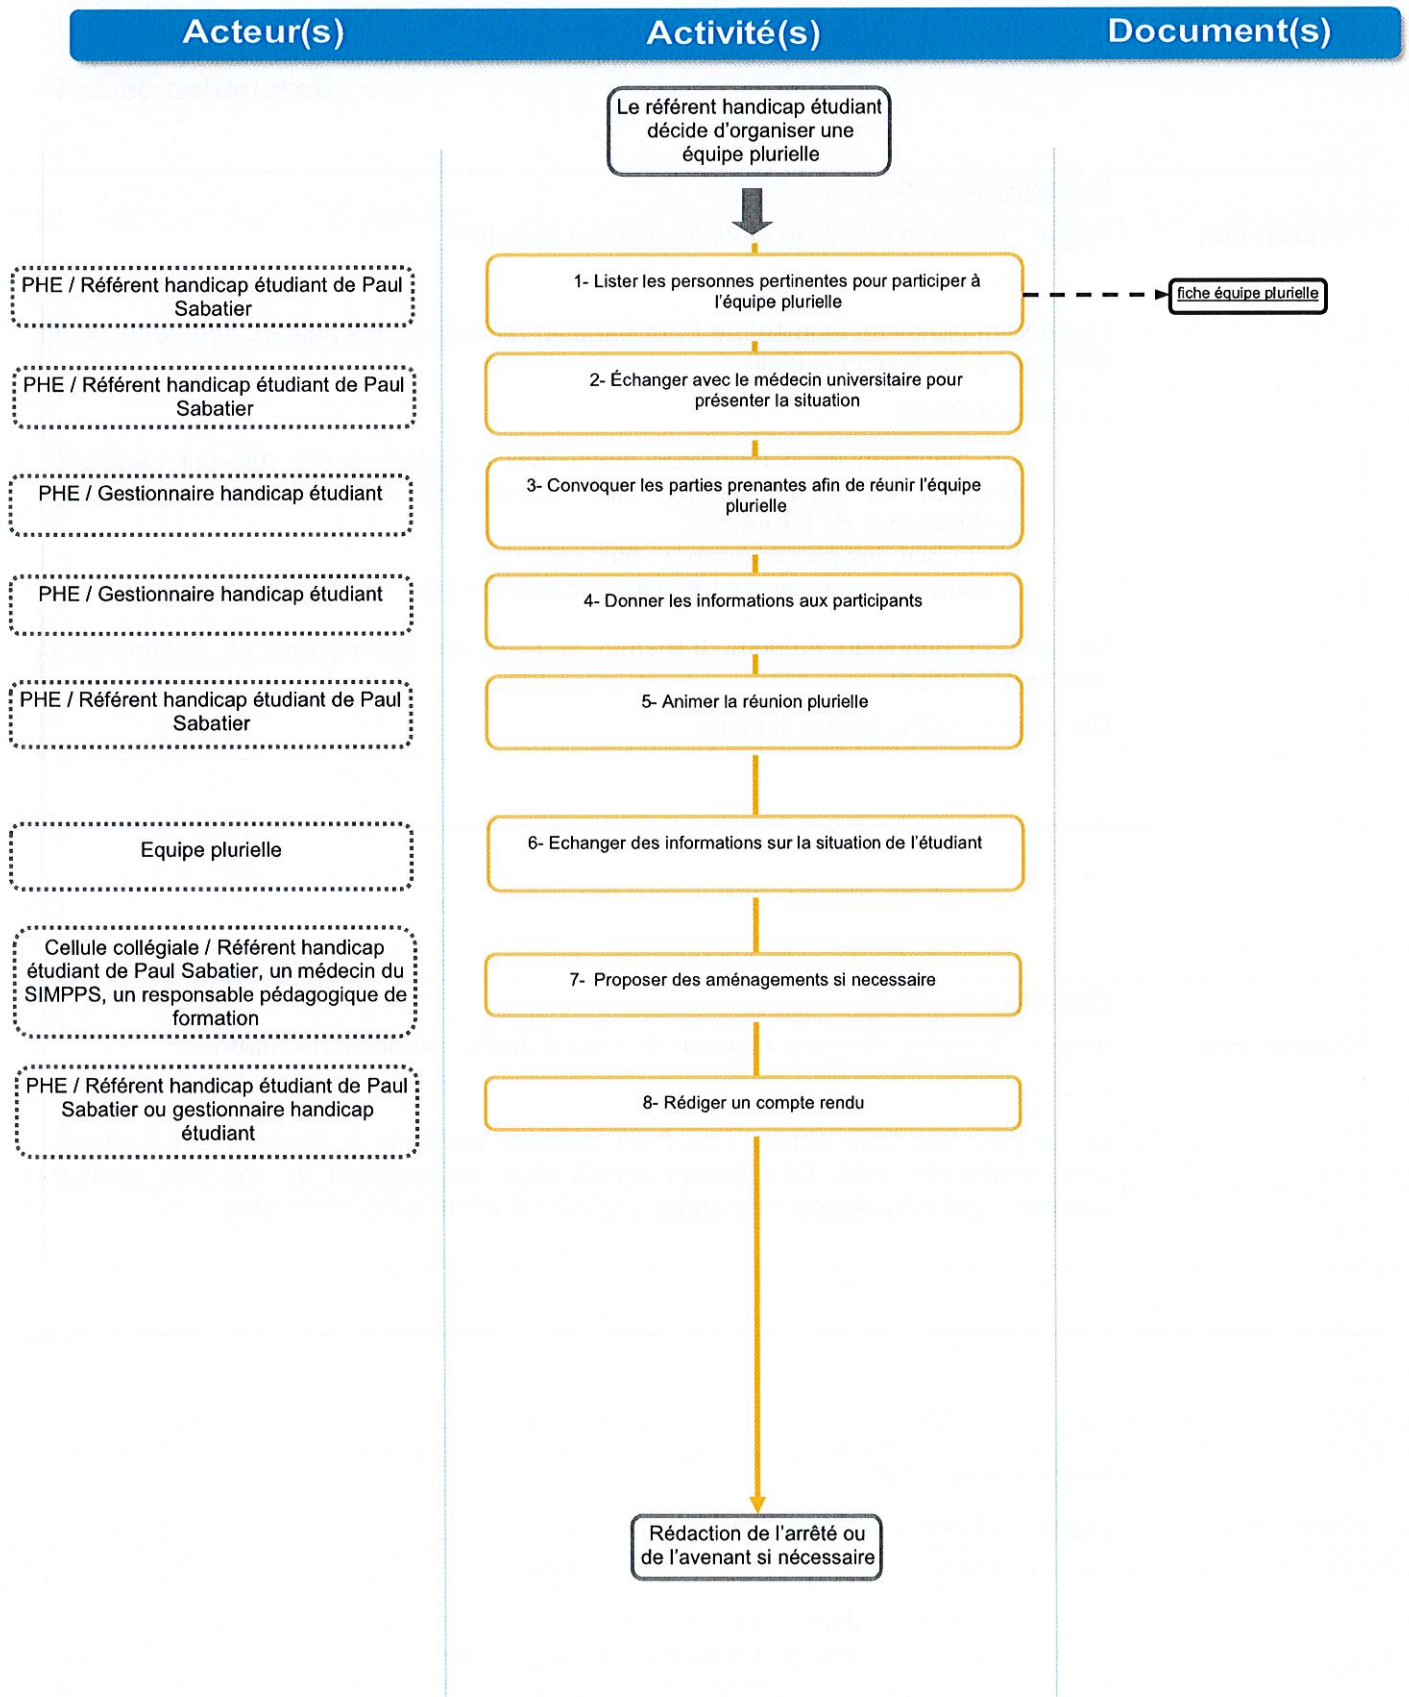 Acteur(s)
Activité(s)
Document(s)
Le référent handicap étudiant
décide d'organiser une
équipe plurielle
PHE / Référent handicap étudiant de Paul
Sabatier
1- Lister les personnes pertinentes pour participer à
l'équipe plurielle
fiche équipe plurielle
PHE / Référent handicap étudiant de Paul
Sabatier
2- Échanger avec le médecin universitaire pour
présenter la situation
PHE / Gestionnaire handicap étudiant
3- Convoquer les parties prenantes afin de réunir l'équipe
plurielle
PHE / Gestionnaire handicap étudiant
4- Donner les informations aux participants
PHE / Référent handicap étudiant de Paul
Sabatier
5- Animer la réunion plurielle
Equipe plurielle
6- Echanger des informations sur la situation de l'étudiant
Cellule collégiale / Référent handicap
étudiant de Paul Sabatier, un médecin du
SIMPPS, un responsable pédagogique de
formation
7- Proposer des aménagements si necessaire
PHE / Référent handicap étudiant de Paul
Sabatier ou gestionnaire handicap
étudiant
8- Rédiger un compte rendu
Rédaction de l'arrêté ou
de l'avenant si nécessaire